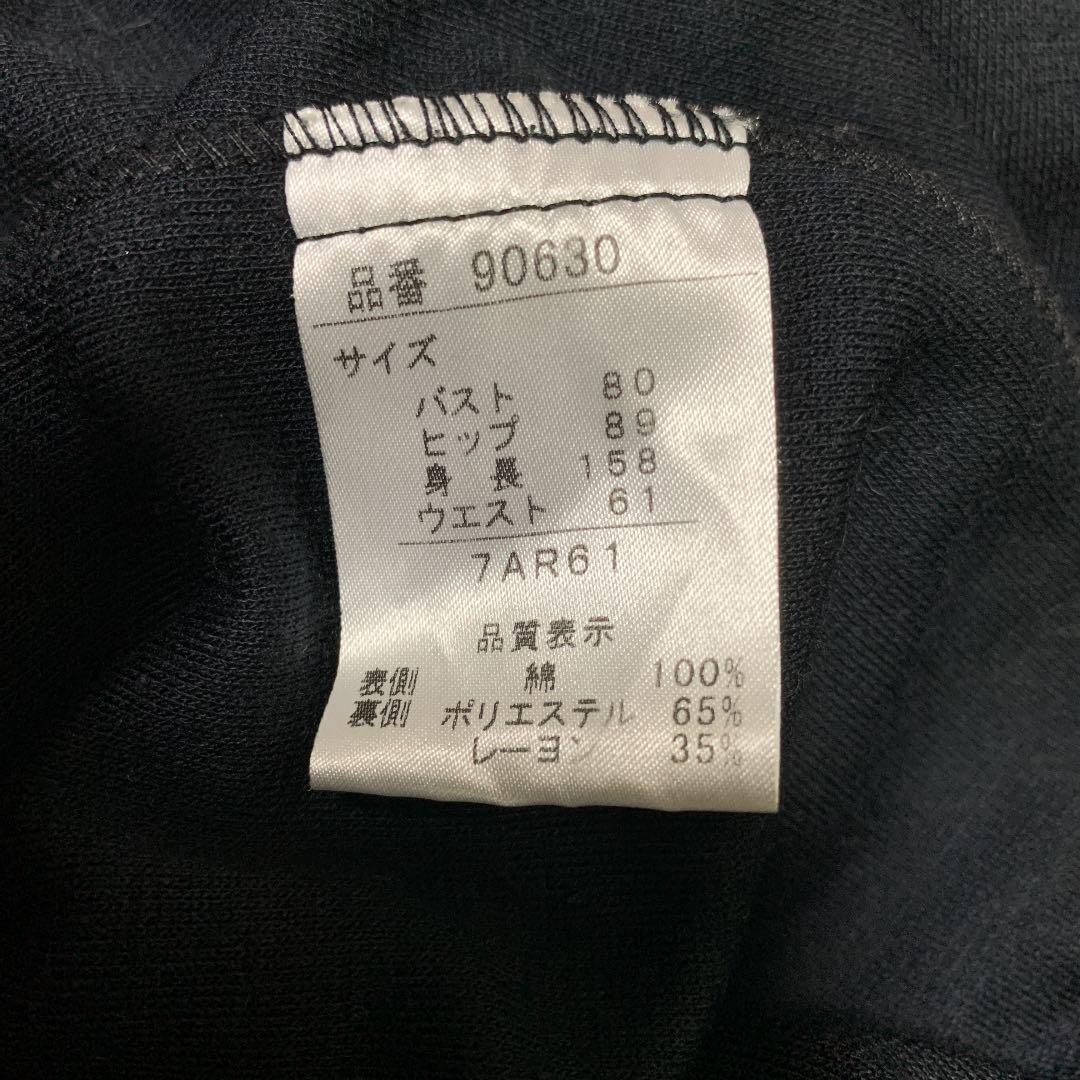 品番 90630
サイズ
バスト 80
ヒップ 89
身長 158
ウエスト 61
7AR61
品質表示
表側 綿 100%
裏側 ポリエステル 65%
レーヨン 35%